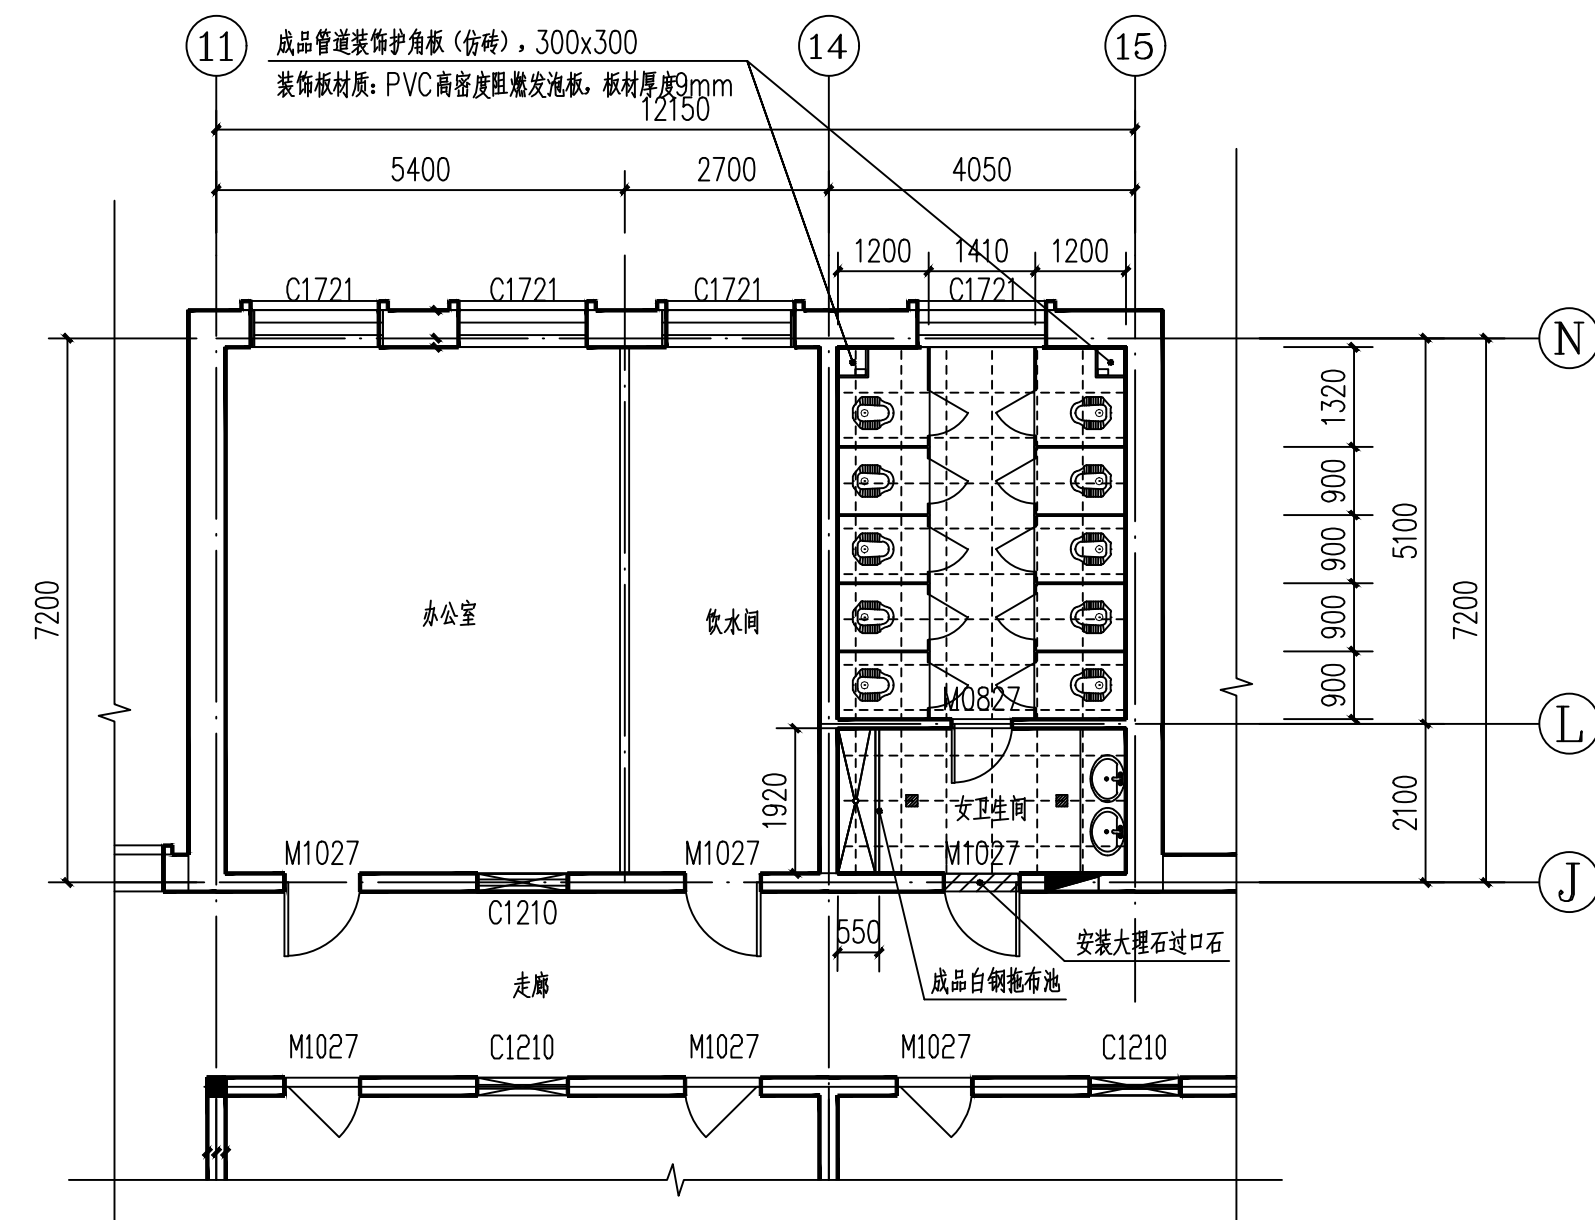 11
14
15
成品管道装饰护角板（仿砖），300x300
装饰板材质：PVC高密度阻燃发泡板，板材厚度9mm
12150
5400
2700
4050
1200
1410
1200
C1721
C1721
C1721
C1721
N
1320
900
900
900
900
5100
7200
7200
办公室
饮水间
M0827
L
1920
女卫生间
2100
M1027
M1027
M1027
J
C1210
550
安装大理石过口石
成品白钢拖布池
走廊
M1027
C1210
M1027
M1027
C1210